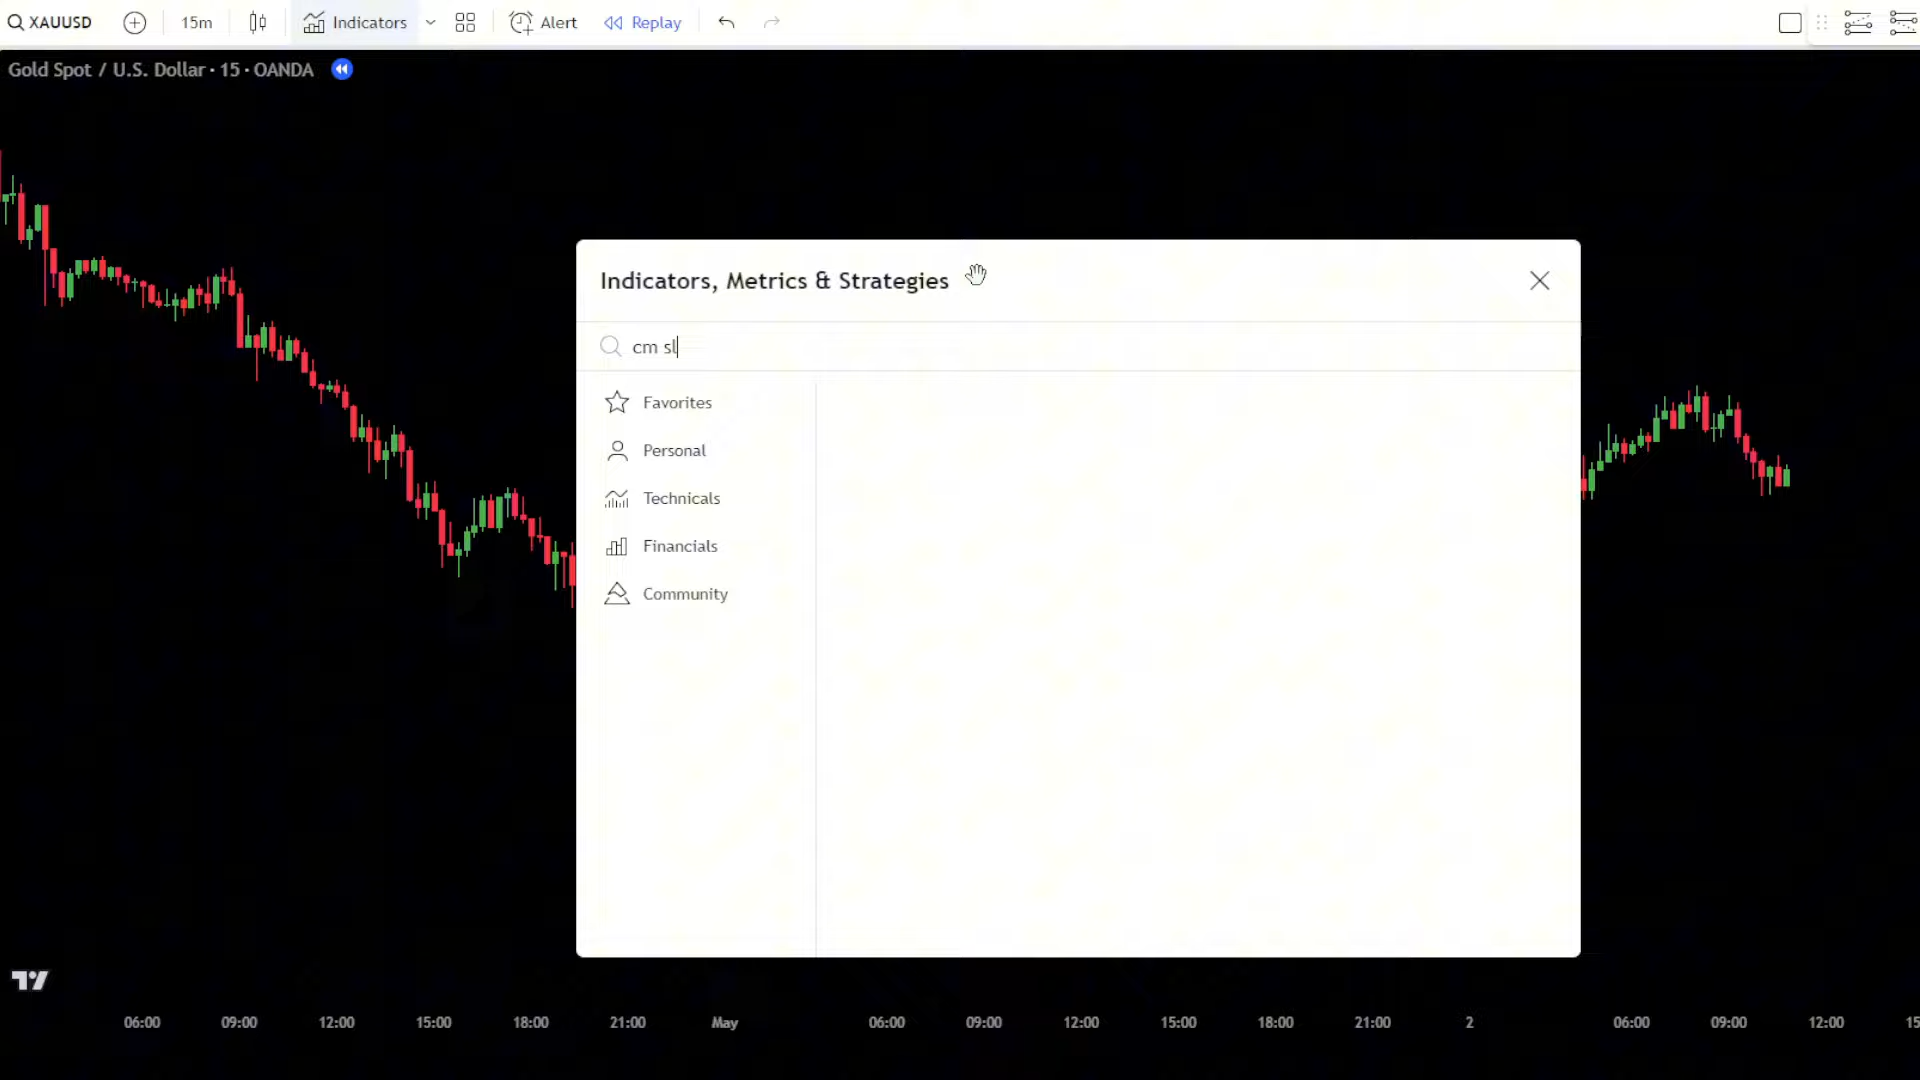 XAUUSD 15m Indicators Alert Replay
Gold Spot / U.S. Dollar · 15 · OANDA
Indicators, Metrics & Strategies
cm sl
Favorites
Personal
Technicals
Financials
Community
06:00 09:00 12:00 15:00 18:00 21:00 May 06:00 09:00 12:00 15:00 18:00 21:00 2 06:00 09:00 12:00 15